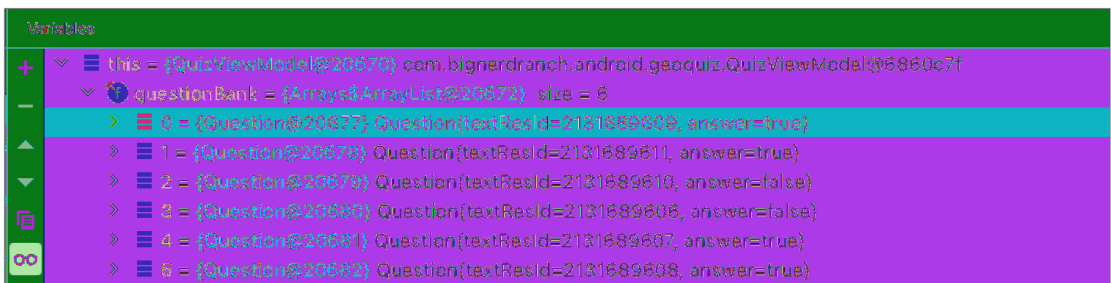 Variables
this = {QuizViewModel@20670} com.bignerdranch.android.geoquiz.QuizViewModel@6860c7f
questionBank = {Arrays$ArrayList@20672} size = 6
0 = {Question@20677} Question(textResId=2131689609, answer=true)
1 = {Question@20678} Question(textResId=2131689611, answer=true)
2 = {Question@20679} Question(textResId=2131689610, answer=false)
3 = {Question@20680} Question(textResId=2131689606, answer=false)
4 = {Question@20681} Question(textResId=2131689607, answer=true)
5 = {Question@20682} Question(textResId=2131689608, answer=true)